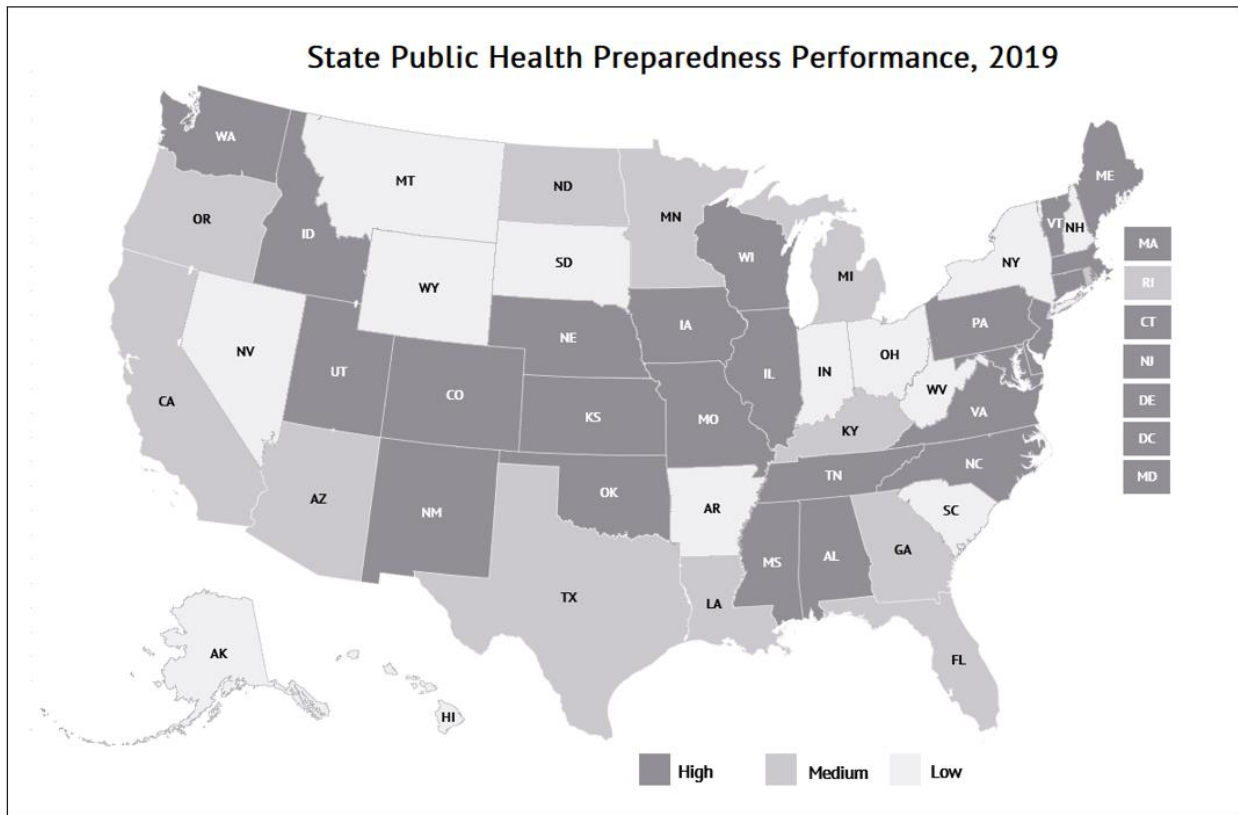 State Public Health Preparedness Performance, 2019
WA
MT
ND
MN
ME
OR
ID
SD
WI
MI
VT
NH
NY
MA
RI
CT
NJ
DE
DC
MD
WY
NE
IA
PA
NV
UT
CO
IL
IN
OH
WV
VA
CA
KS
MO
KY
NC
AZ
NM
OK
AR
TN
SC
MS
AL
GA
TX
LA
FL
AK
HI
High
Medium
Low